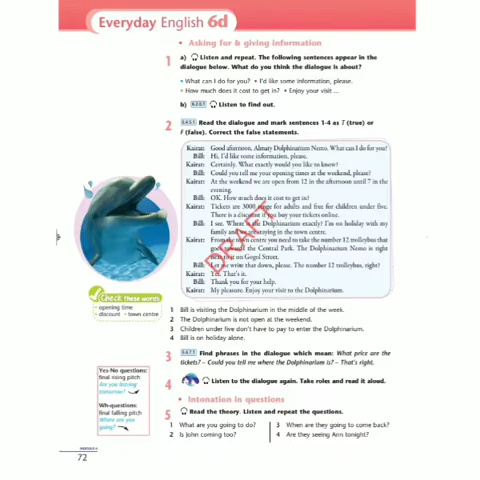 Everyday English 6d
• Asking for & giving information
1 a) Listen and repeat. The following sentences appear in the
dialogue below. What do you think the dialogue is about?
• What can I do for you? • I'd like some information, please.
• How much does it cost to get in? • Enjoy your visit ...
b) Listen to find out.
2 Read the dialogue and mark sentences 1-4 as T (true) or
F (false). Correct the false statements.
Kairat: Good afternoon, Almaty Dolphinarium Nemo. What can I do for you?
Bill: Hi, I'd like some information, please.
Kairat: Certainly. What exactly would you like to know?
Bill: Could you tell me your opening times at the weekend, please?
Kairat: At the weekend we are open from 12 in the afternoon until 7 in the
evening.
Bill: OK. How much does it cost to get in?
Kairat: Tickets are 3000 tenge for adults and free for children under five.
There is a discount if you buy your tickets online.
Bill: I see. Where is the Dolphinarium exactly? I'm on holiday with my
family and we are staying in the town centre.
Kairat: From the town centre you need to take the number 12 trolleybus that
goes towards the Central Park. The Dolphinarium Nemo is right
next to it on Gogol Street.
Bill: Let me write that down, please. The number 12 trolleybus, right?
Kairat: Yes. That's it.
Bill: Thank you for your help.
Kairat: My pleasure. Enjoy your visit to the Dolphinarium.
Check these words
• opening time
• discount • town centre
1 Bill is visiting the Dolphinarium in the middle of the week.
2 The Dolphinarium is not open at the weekend.
3 Children under five don't have to pay to enter the Dolphinarium.
4 Bill is on holiday alone.
3 Find phrases in the dialogue which mean: What price are the
tickets? – Could you tell me where the Dolphinarium is? – That's right.
4 Listen to the dialogue again. Take roles and read it aloud.
Yes-No questions:
final rising pitch
Are you leaving
tomorrow?
Wh-questions:
final falling pitch
Where are you
going?
• Intonation in questions
5 Read the theory. Listen and repeat the questions.
1 What are you going to do?
2 Is John coming too?
3 When are they going to come back?
4 Are they seeing Ann tonight?
72